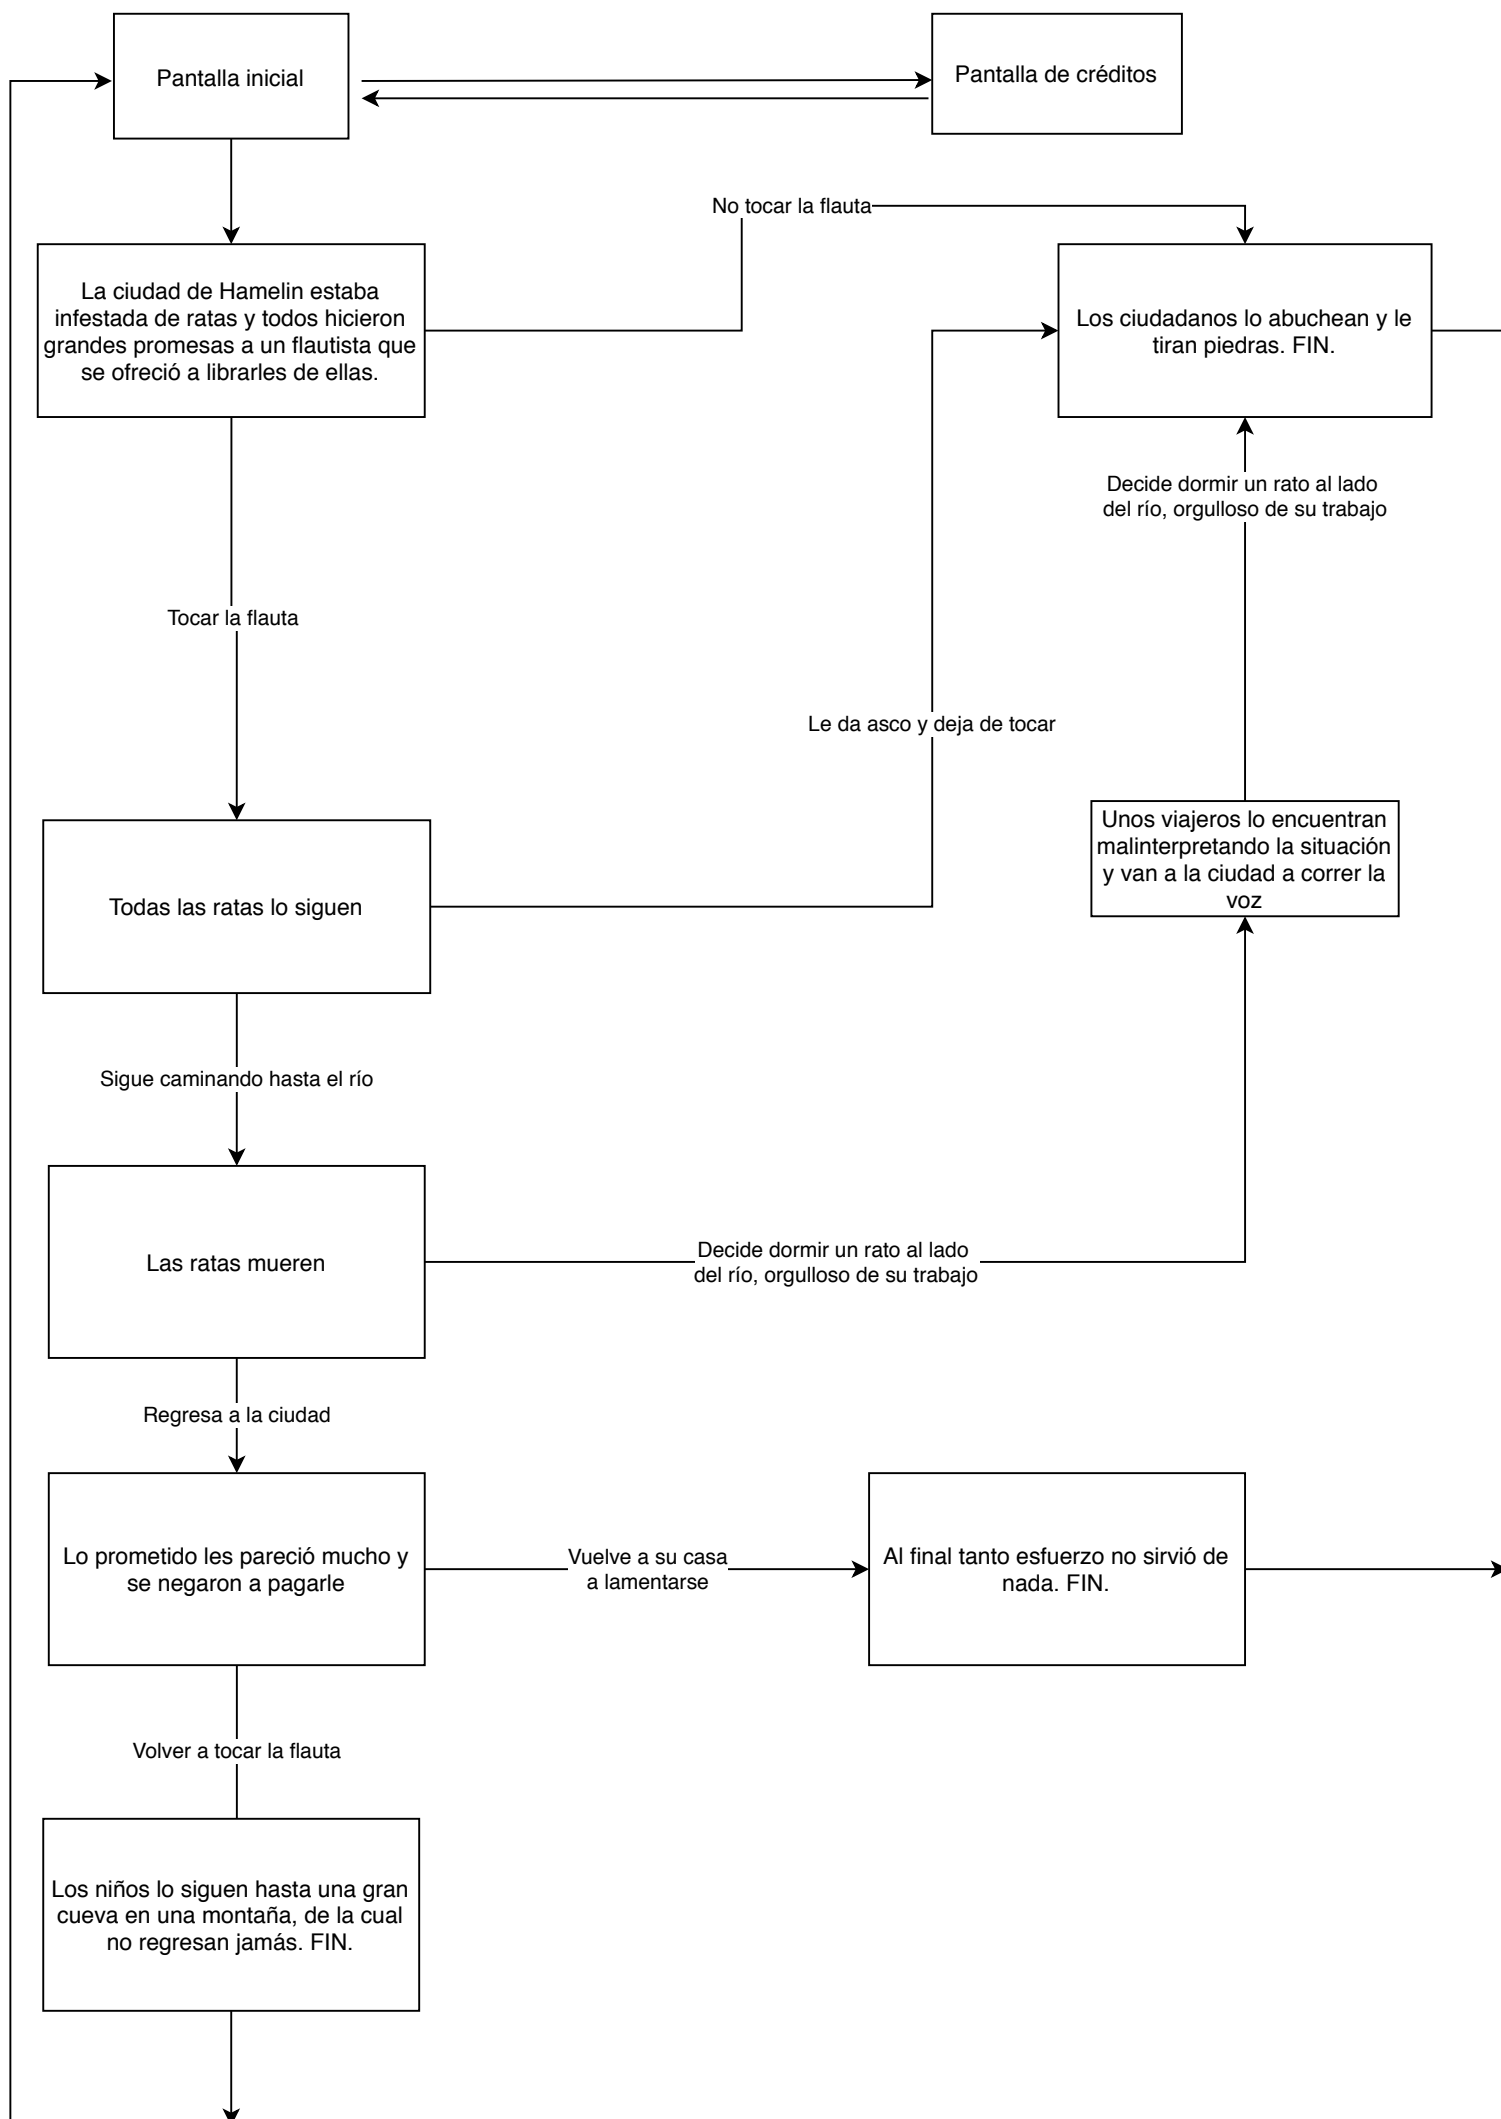 Pantalla inicial
Pantalla de créditos
No tocar la flauta
La ciudad de Hamelin estaba
infestada de ratas y todos hicieron
grandes promesas a un flautista que
se ofreció a librarles de ellas.
Los ciudadanos lo abuchean y le
tiran piedras. FIN.
Decide dormir un rato al lado
del río, orgulloso de su trabajo
Tocar la flauta
Le da asco y deja de tocar
Unos viajeros lo encuentran
malinterpretando la situación
y van a la ciudad a correr la
voz
Todas las ratas lo siguen
Sigue caminando hasta el río
Las ratas mueren
Decide dormir un rato al lado
del río, orgulloso de su trabajo
Regresa a la ciudad
Lo prometido les pareció mucho y
se negaron a pagarle
Vuelve a su casa
a lamentarse
Al final tanto esfuerzo no sirvió de
nada. FIN.
Volver a tocar la flauta
Los niños lo siguen hasta una gran
cueva en una montaña, de la cual
no regresan jamás. FIN.